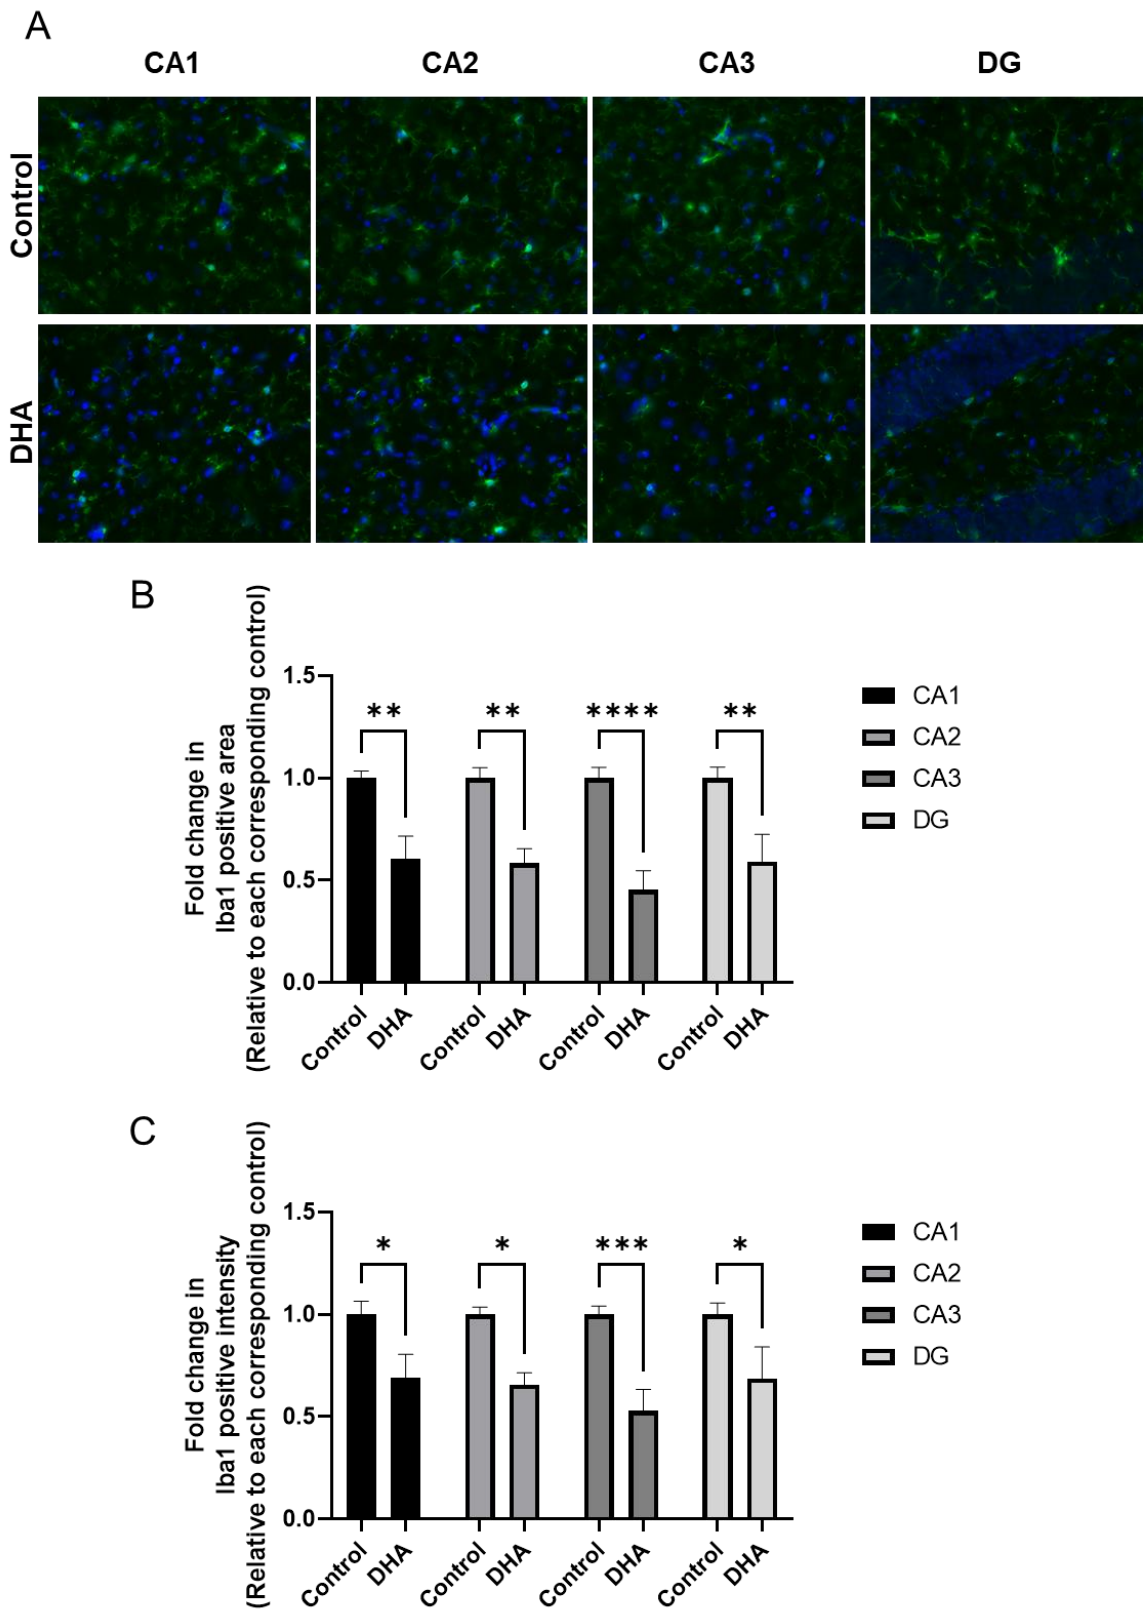 A
CA1 CA2 CA3 DG
Control
DHA
B
Fold change in
Iba1 positive area
(Relative to each corresponding control)
1.5
1.0
0.5
0.0
** ** **** **
Control DHA Control DHA Control DHA Control DHA
CA1
CA2
CA3
DG
C
Fold change in
Iba1 positive intensity
(Relative to each corresponding control)
1.5
1.0
0.5
0.0
* * *** *
Control DHA Control DHA Control DHA Control DHA
CA1
CA2
CA3
DG